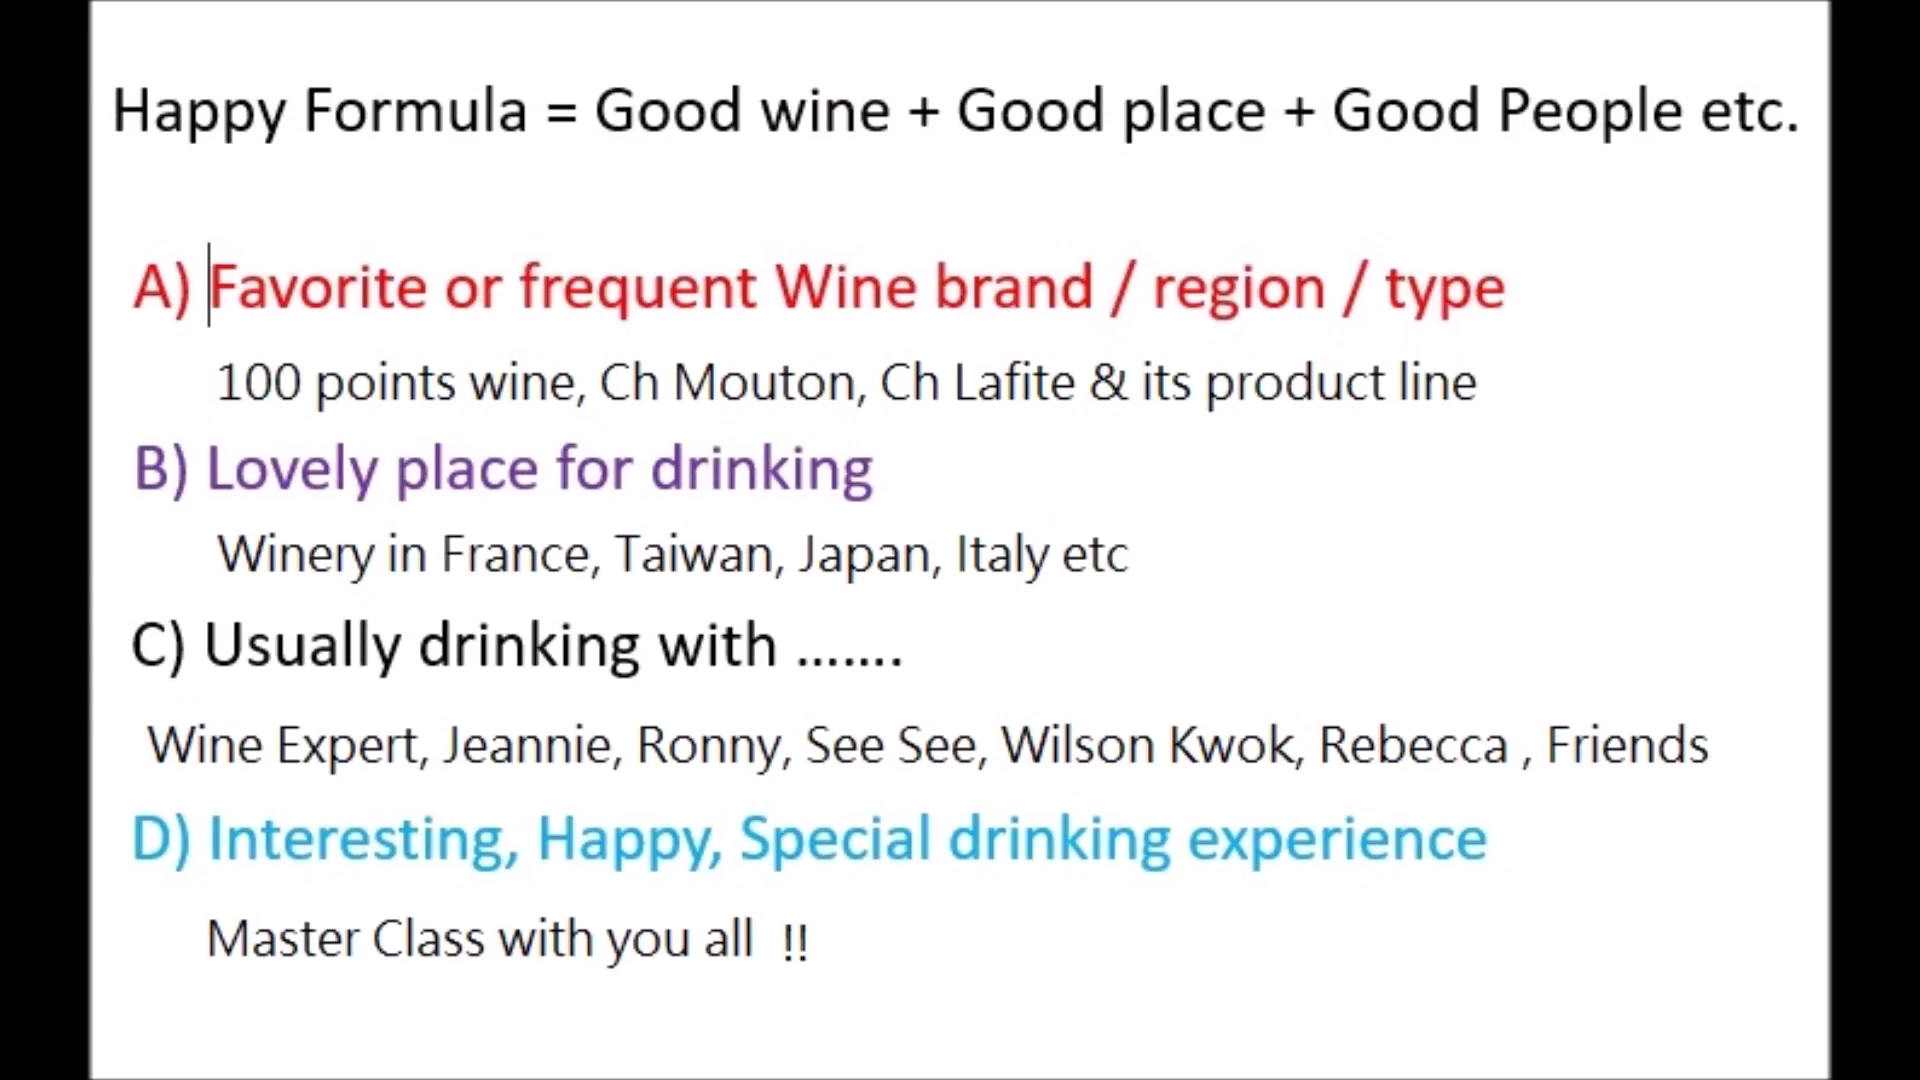 Happy Formula = Good wine + Good place + Good People etc.
A) Favorite or frequent Wine brand / region / type
100 points wine, Ch Mouton, Ch Lafite & its product line
B) Lovely place for drinking
Winery in France, Taiwan, Japan, Italy etc
C) Usually drinking with …….
Wine Expert, Jeannie, Ronny, See See, Wilson Kwok, Rebecca , Friends
D) Interesting, Happy, Special drinking experience
Master Class with you all !!